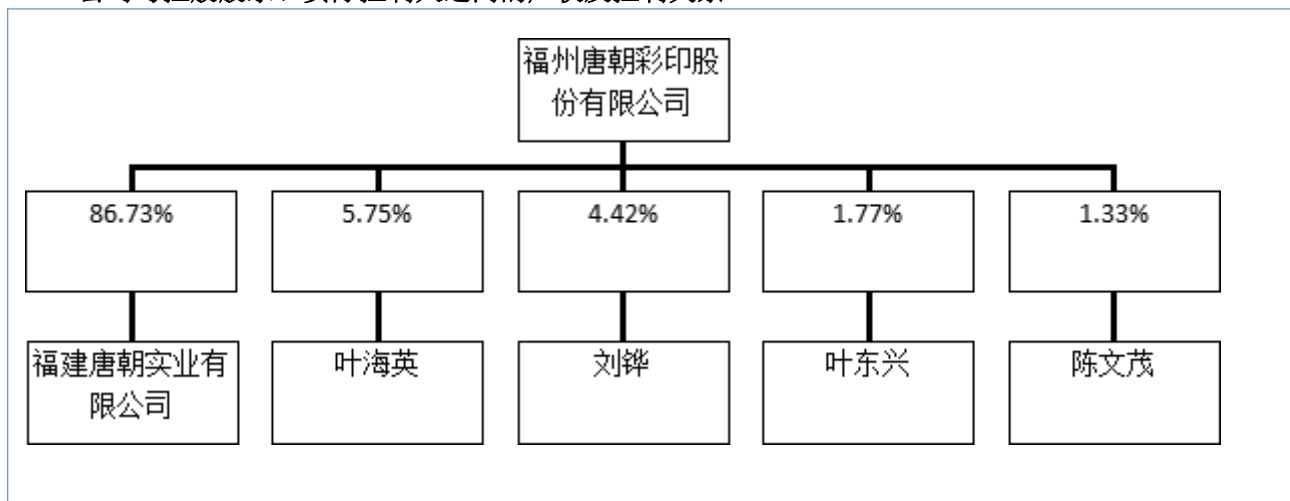 福州唐朝彩印股
份有限公司
86.73%
5.75%
4.42%
1.77%
1.33%
福建唐朝实业有
限公司
叶海英
刘铧
叶东兴
陈文茂